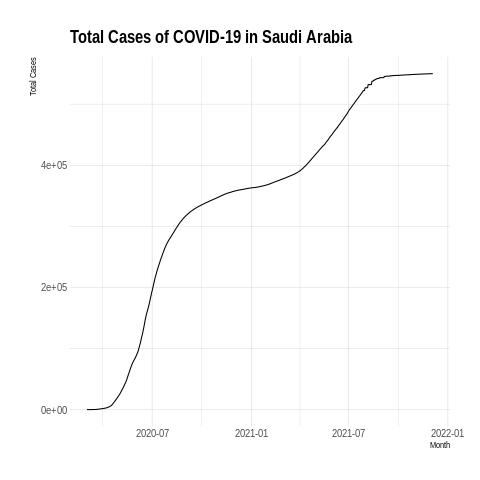 Total Cases of COVID-19 in Saudi Arabia
Total Cases
4e+05
2e+05
0e+00
2020-07 2021-01 2021-07 2022-01
Month